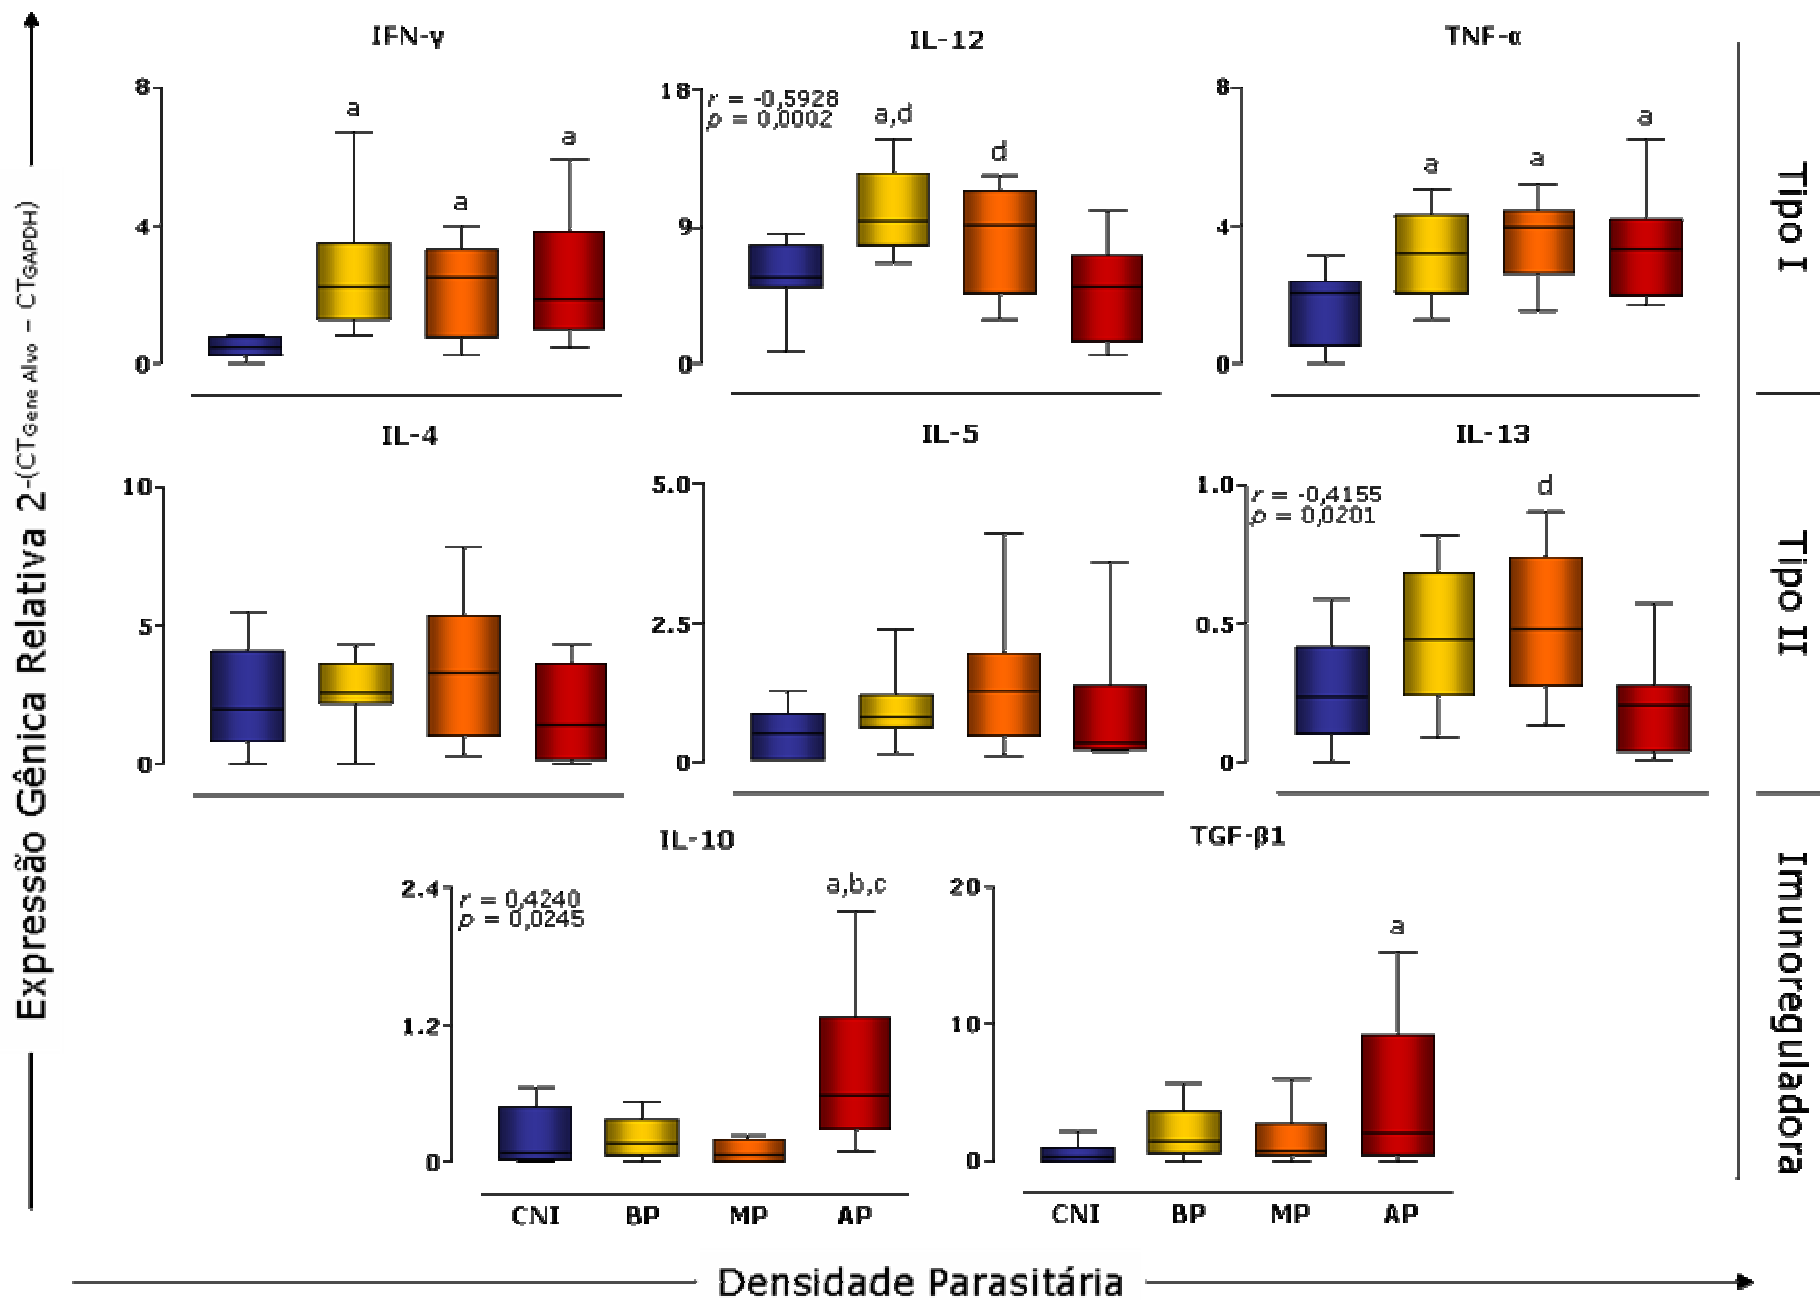 Expressão Gênica Relativa 2-(CTGene Alvo – CTGAPDH)
IFN-γ
8
4
0
a
a
a
IL-12
18
9
0
r = -0,5928
p = 0,0002
a,d
d
TNF-α
8
4
0
a
a
a
Tipo I
IL-4
10
5
0
IL-5
5.0
2.5
0
IL-13
1.0
0.5
0
r = -0,4155
p = 0,0201
d
Tipo II
IL-10
2.4
1.2
0
r = 0,4240
p = 0,0245
a,b,c
CNI BP MP AP
TGF-β1
20
10
0
a
CNI BP MP AP
Imunoreguladora
Densidade Parasitária